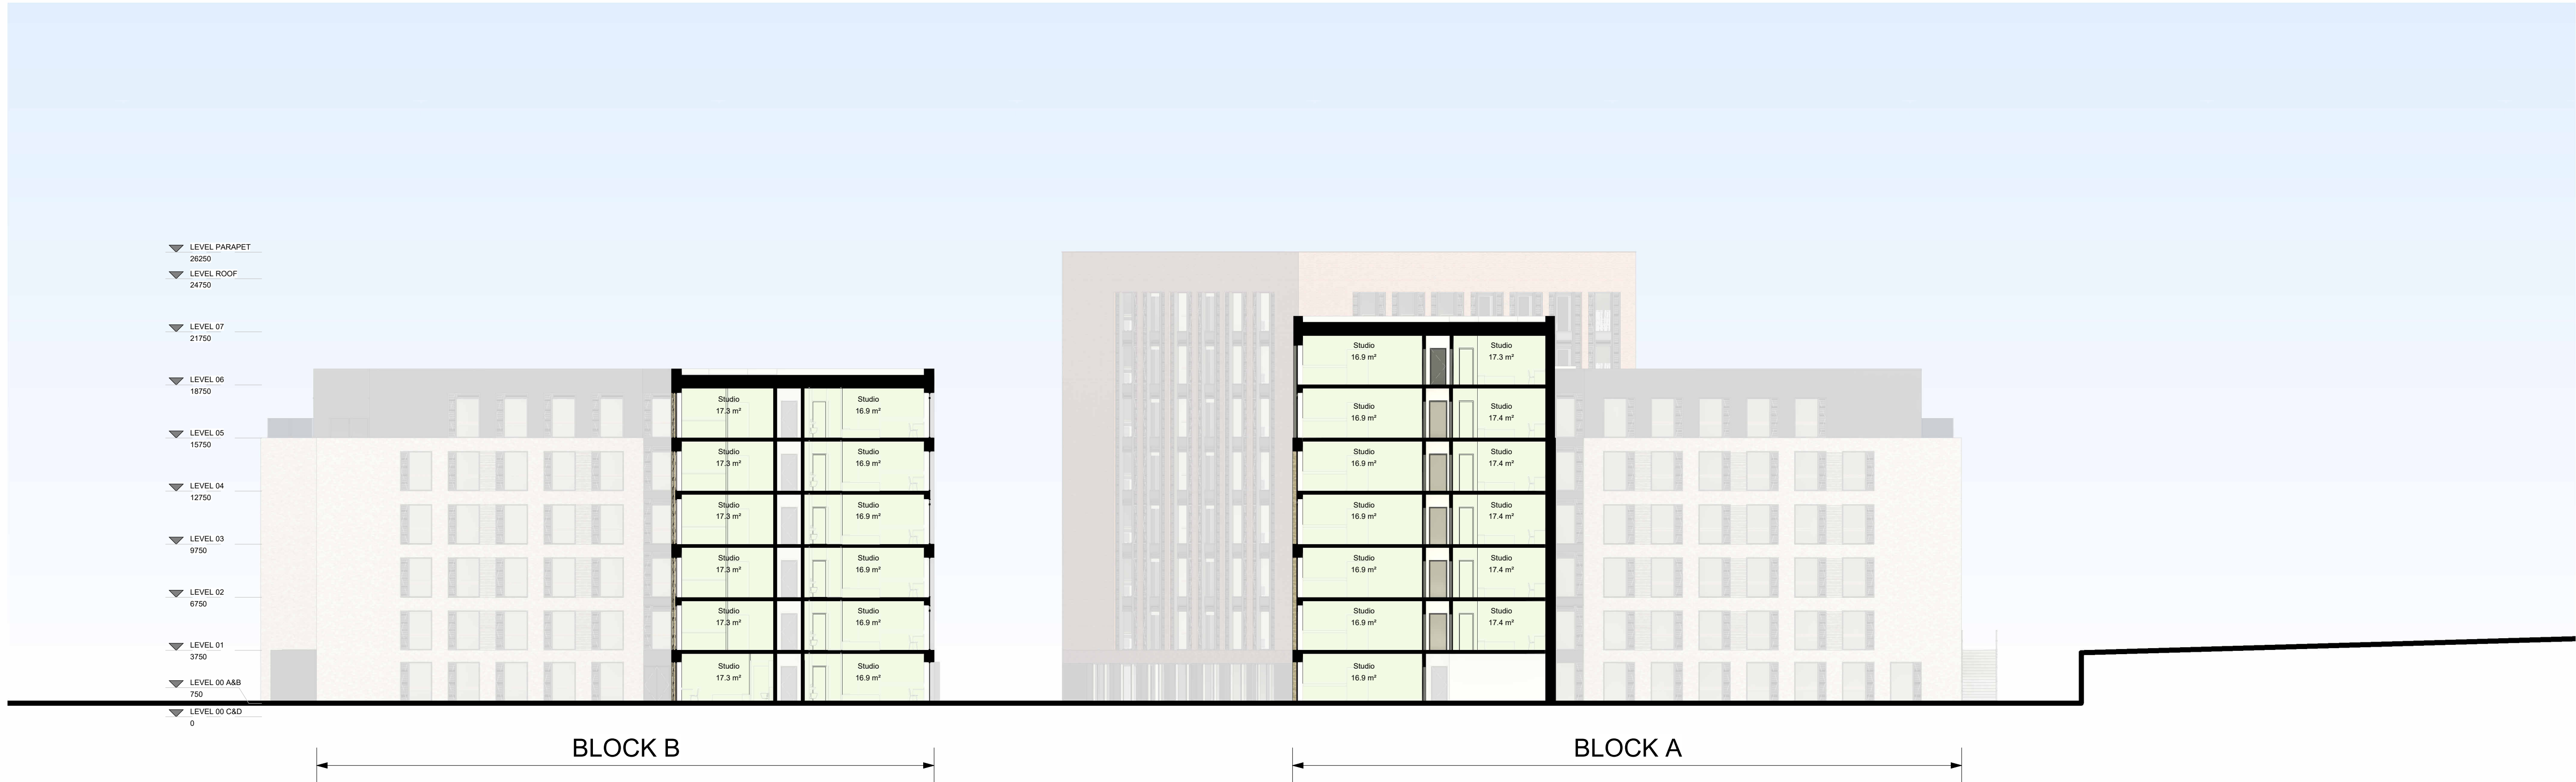 LEVEL PARAPET
26250
LEVEL ROOF
24750
LEVEL 07
21750
LEVEL 06
18750
LEVEL 05
15750
LEVEL 04
12750
LEVEL 03
9750
LEVEL 02
6750
LEVEL 01
3750
LEVEL 00 A&B
750
LEVEL 00 C&D
0
Studio
17.3 m²
Studio
16.9 m²
Studio
17.3 m²
Studio
16.9 m²
Studio
17.3 m²
Studio
16.9 m²
Studio
17.3 m²
Studio
16.9 m²
Studio
17.3 m²
Studio
16.9 m²
Studio
17.3 m²
Studio
16.9 m²
Studio
16.9 m²
Studio
17.3 m²
Studio
16.9 m²
Studio
17.4 m²
Studio
16.9 m²
Studio
17.4 m²
Studio
16.9 m²
Studio
17.4 m²
Studio
16.9 m²
Studio
17.4 m²
Studio
16.9 m²
Studio
17.4 m²
Studio
16.9 m²
BLOCK B
BLOCK A